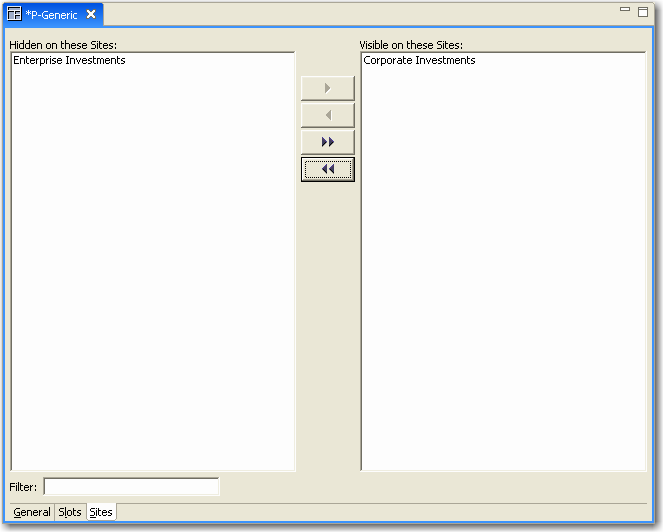 *P-Generic
Hidden on these Sites:
Visible on these Sites:
Enterprise Investments
Corporate Investments
Filter:
General Slots Sites